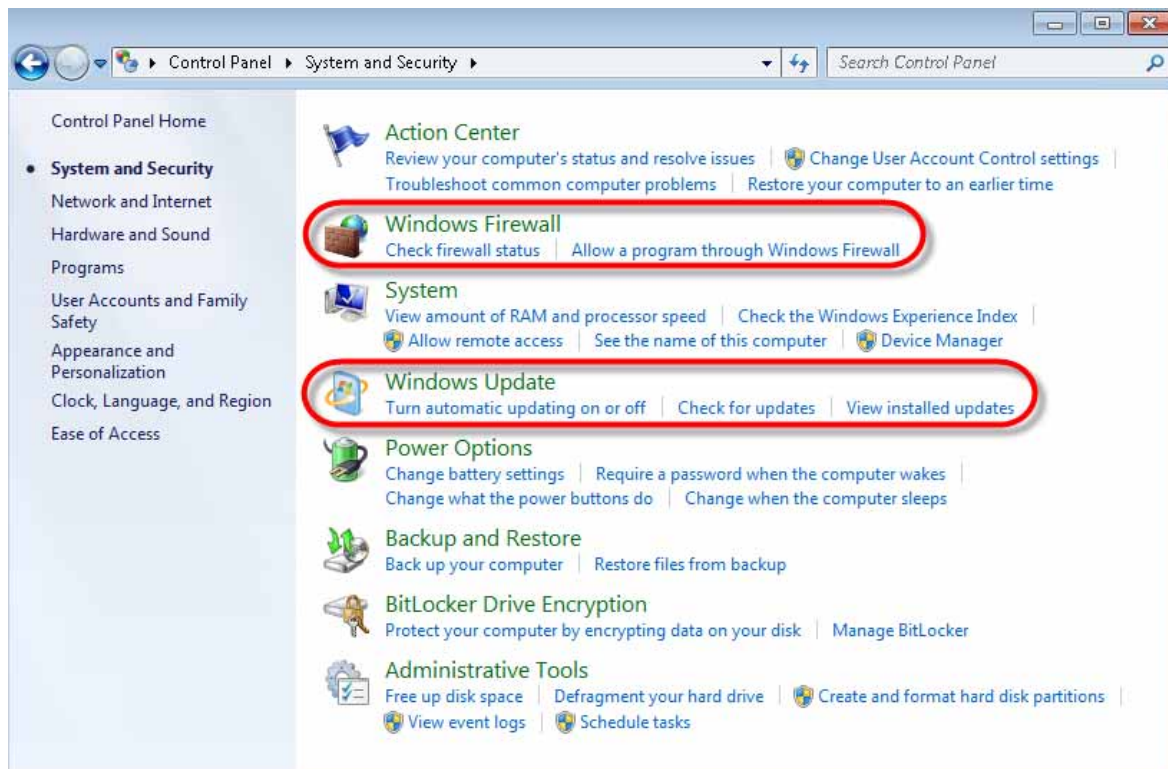 Control Panel ▸ System and Security ▸
Search Control Panel
Control Panel Home
System and Security
Network and Internet
Hardware and Sound
Programs
User Accounts and Family
Safety
Appearance and
Personalization
Clock, Language, and Region
Ease of Access
Action Center
Review your computer's status and resolve issues | Change User Account Control settings |
Troubleshoot common computer problems | Restore your computer to an earlier time
Windows Firewall
Check firewall status | Allow a program through Windows Firewall
System
View amount of RAM and processor speed | Check the Windows Experience Index |
Allow remote access | See the name of this computer | Device Manager
Windows Update
Turn automatic updating on or off | Check for updates | View installed updates
Power Options
Change battery settings | Require a password when the computer wakes |
Change what the power buttons do | Change when the computer sleeps
Backup and Restore
Back up your computer | Restore files from backup
BitLocker Drive Encryption
Protect your computer by encrypting data on your disk | Manage BitLocker
Administrative Tools
Free up disk space | Defragment your hard drive | Create and format hard disk partitions |
View event logs | Schedule tasks